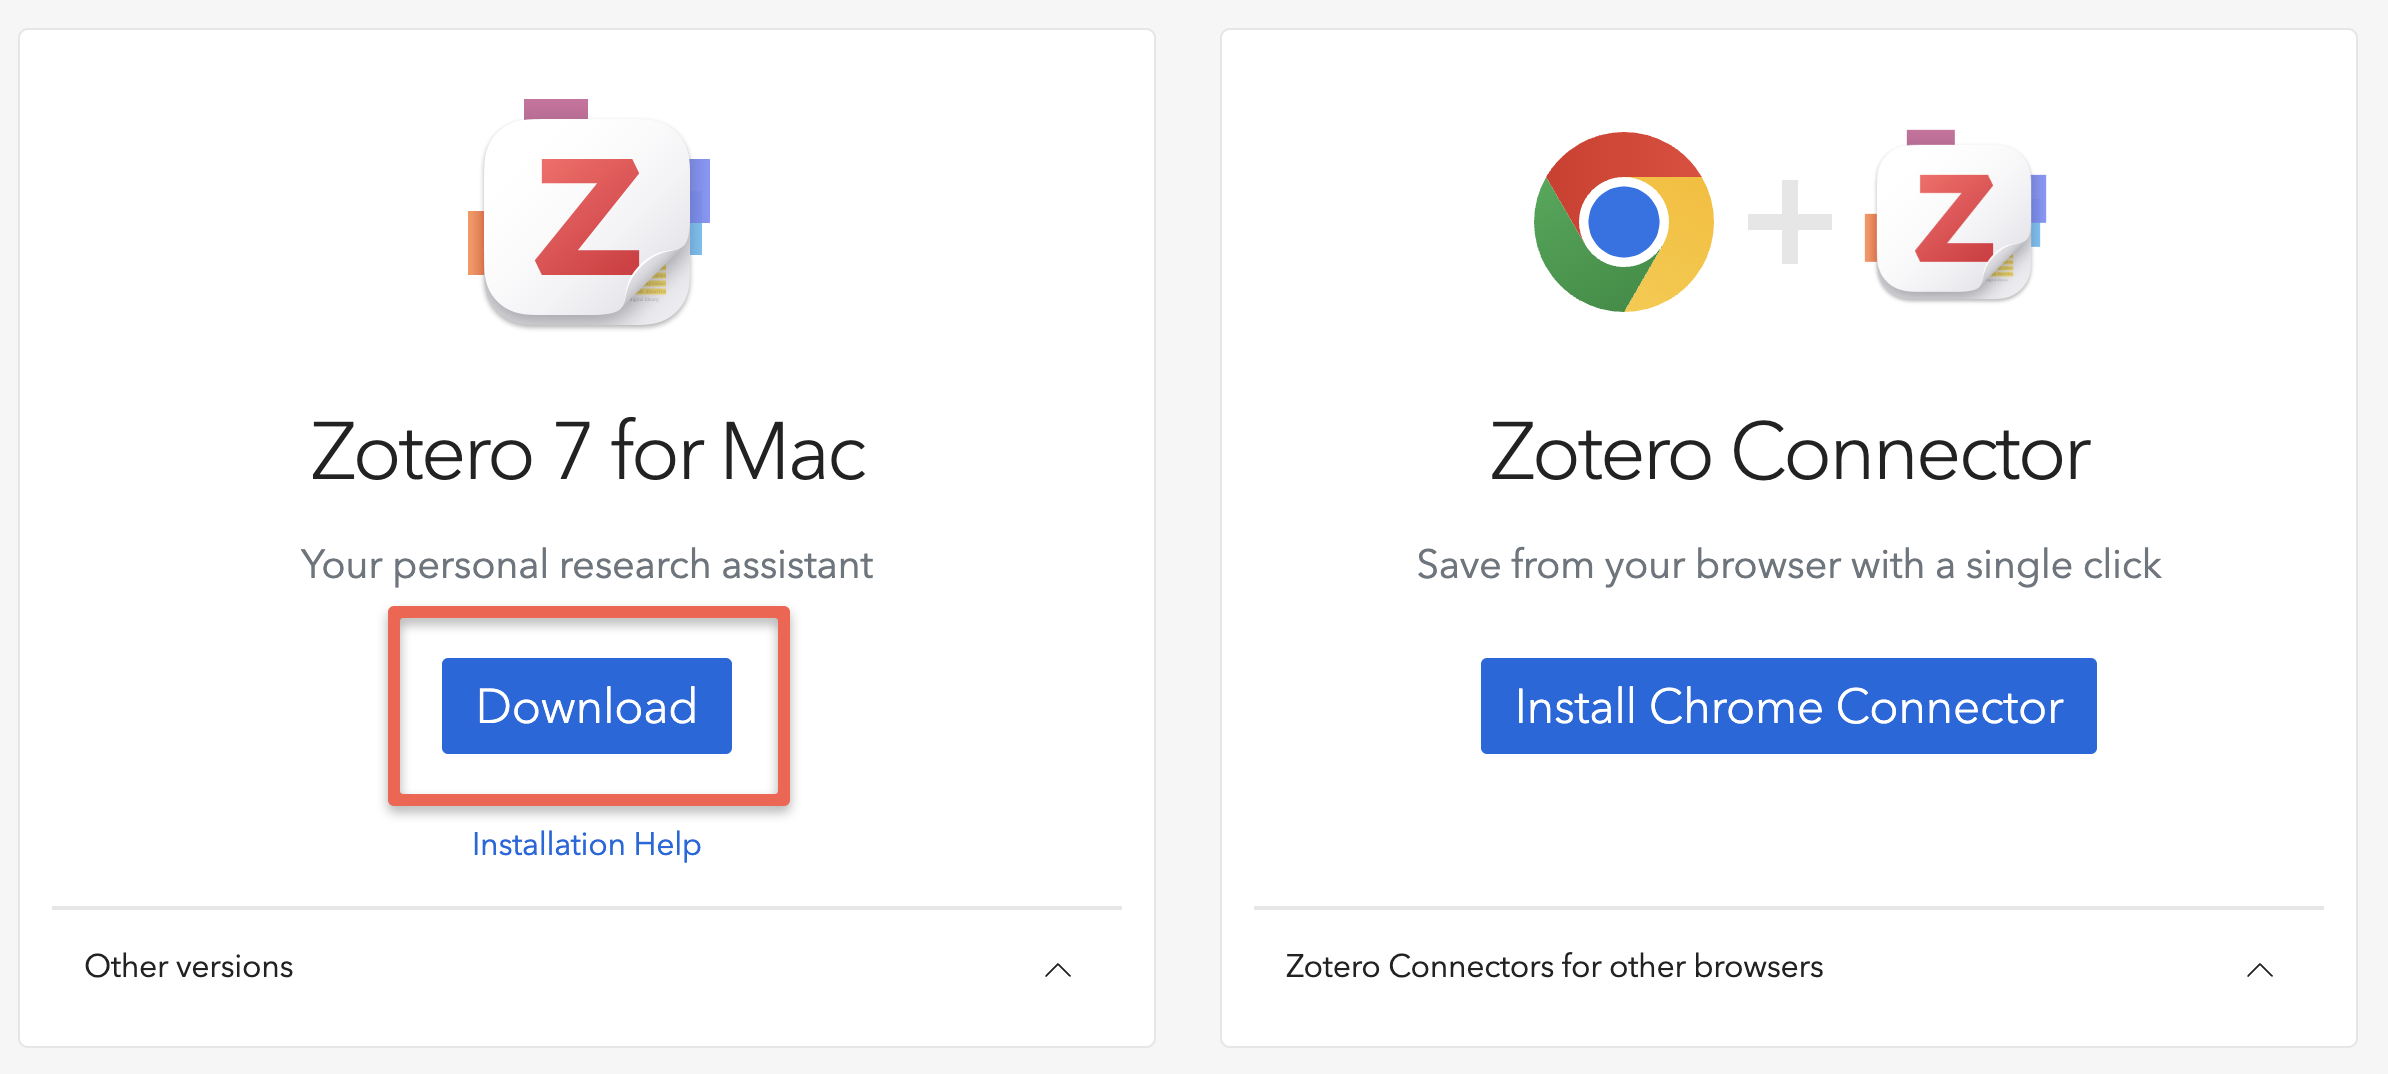 Z
Zotero 7 for Mac
Your personal research assistant
Download
Installation Help
Other versions
Z
Zotero Connector
Save from your browser with a single click
Install Chrome Connector
Zotero Connectors for other browsers